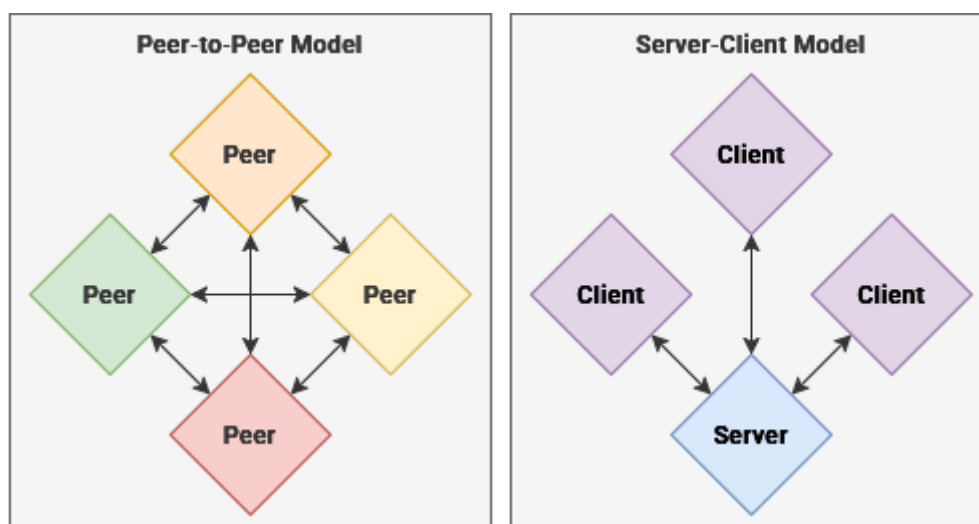 Peer-to-Peer Model
Peer
Peer
Peer
Peer
Server-Client Model
Client
Client
Client
Server